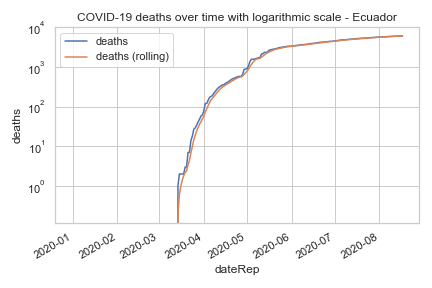 COVID-19 deaths over time with logarithmic scale - Ecuador
10^4
10^3
10^2
10^1
10^0
deaths
deaths
deaths (rolling)
2020-01
2020-02
2020-03
2020-04
2020-05
2020-06
2020-07
2020-08
dateRep